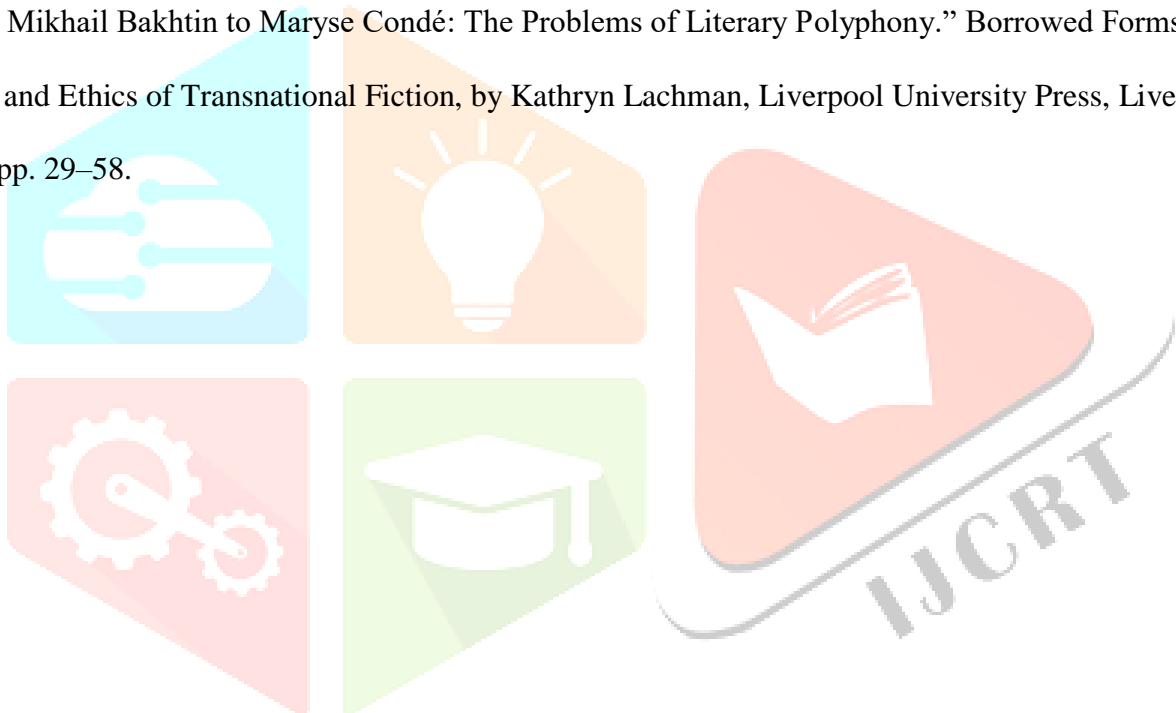 Mikhail Bakhtin to Maryse Condé: The Problems of Literary Polyphony.” Borrowed Forms
and Ethics of Transnational Fiction, by Kathryn Lachman, Liverpool University Press, Live
pp. 29–58.
IJCRT